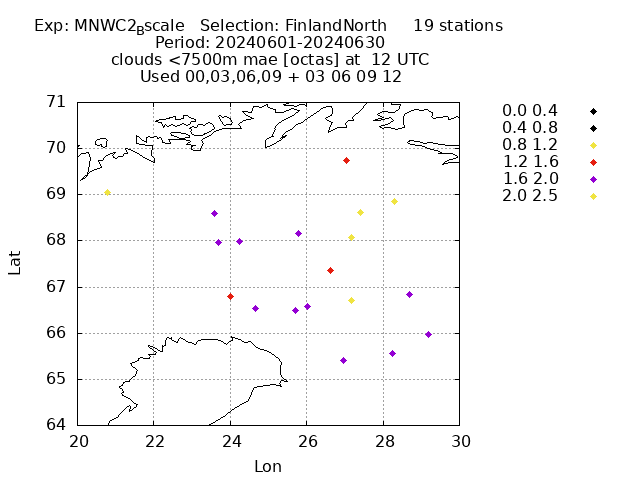 Exp: MNWC2Bscale Selection: FinlandNorth 19 stations
Period: 20240601-20240630
clouds <7500m mae [octas] at 12 UTC
Used 00,03,06,09 + 03 06 09 12
0.0 0.4
0.4 0.8
0.8 1.2
1.2 1.6
1.6 2.0
2.0 2.5
71
70
69
68
67
66
65
64
Lat
20 22 24 26 28 30
Lon